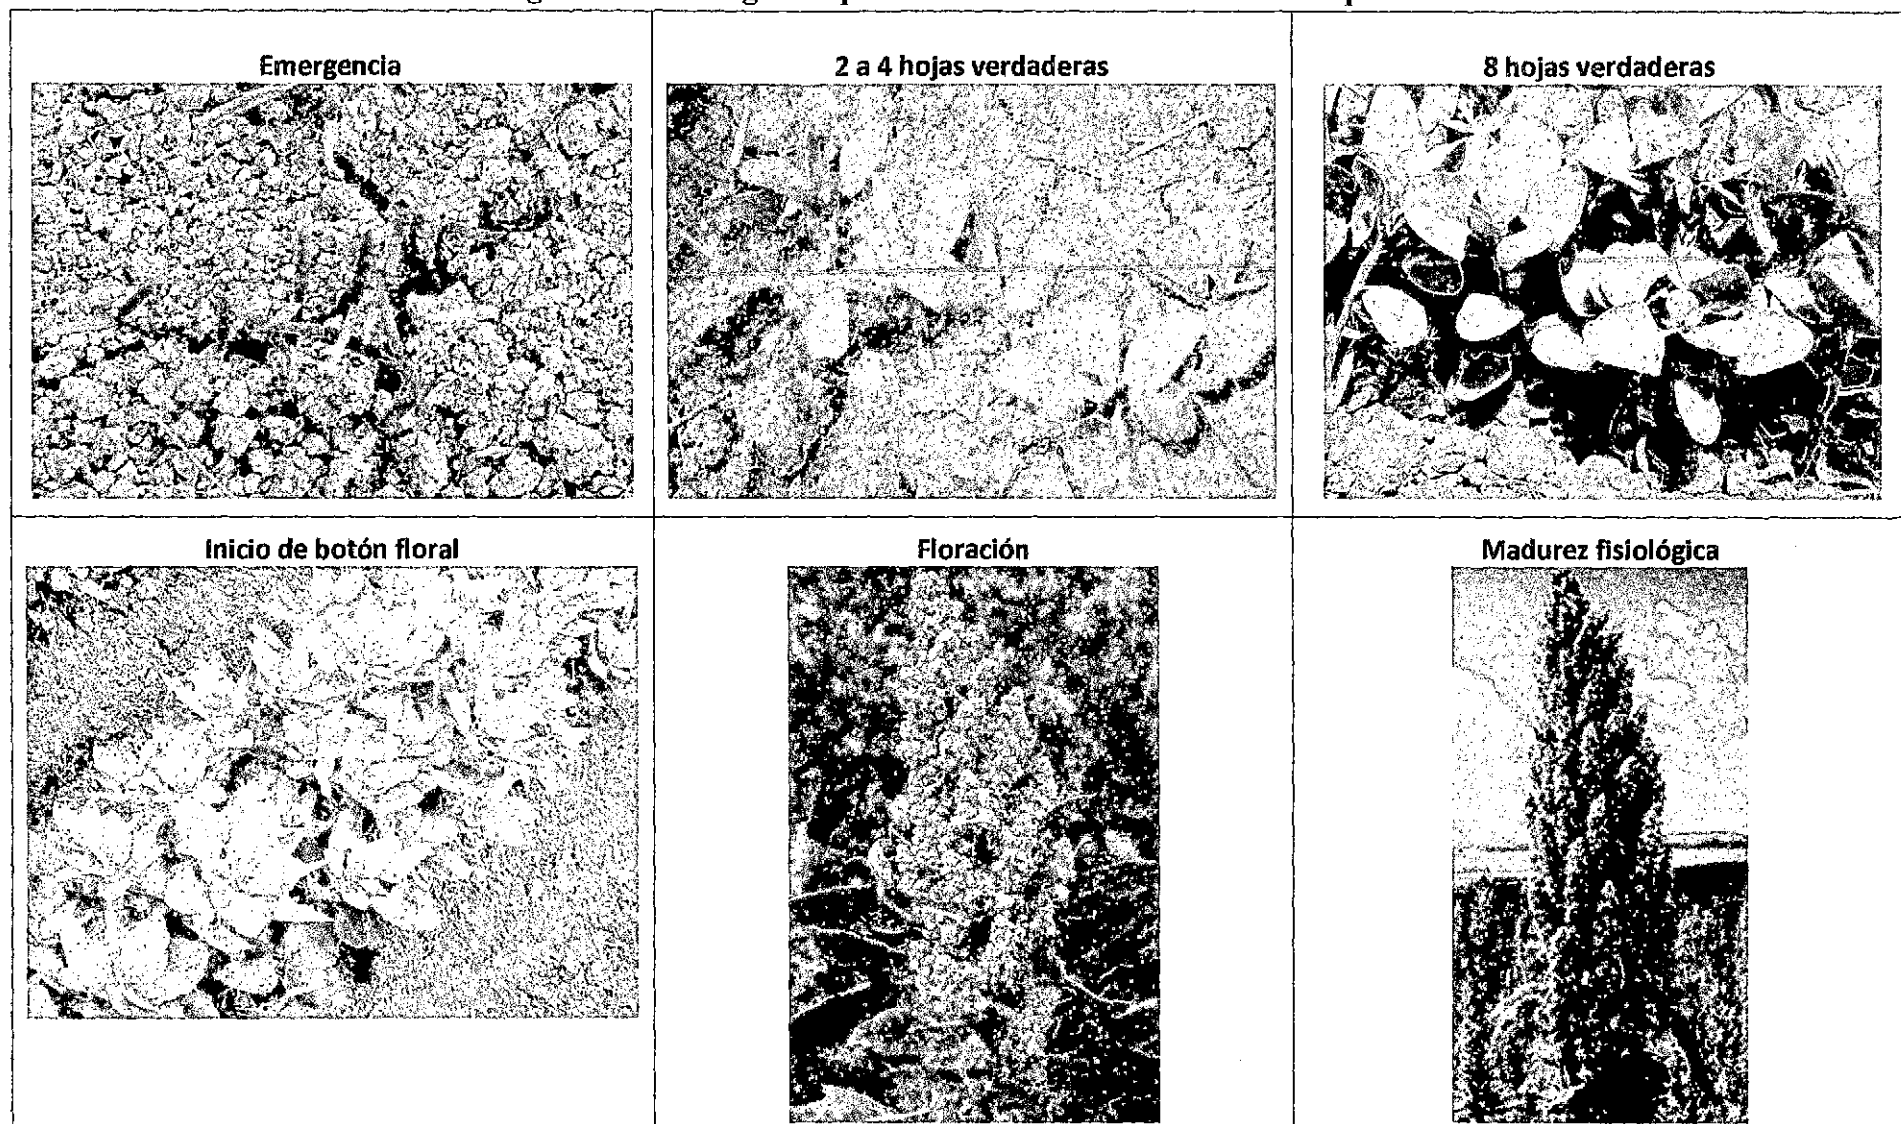 Emergencia
2 a 4 hojas verdaderas
8 hojas verdaderas
Inicio de botón floral
Floración
Madurez fisiológica